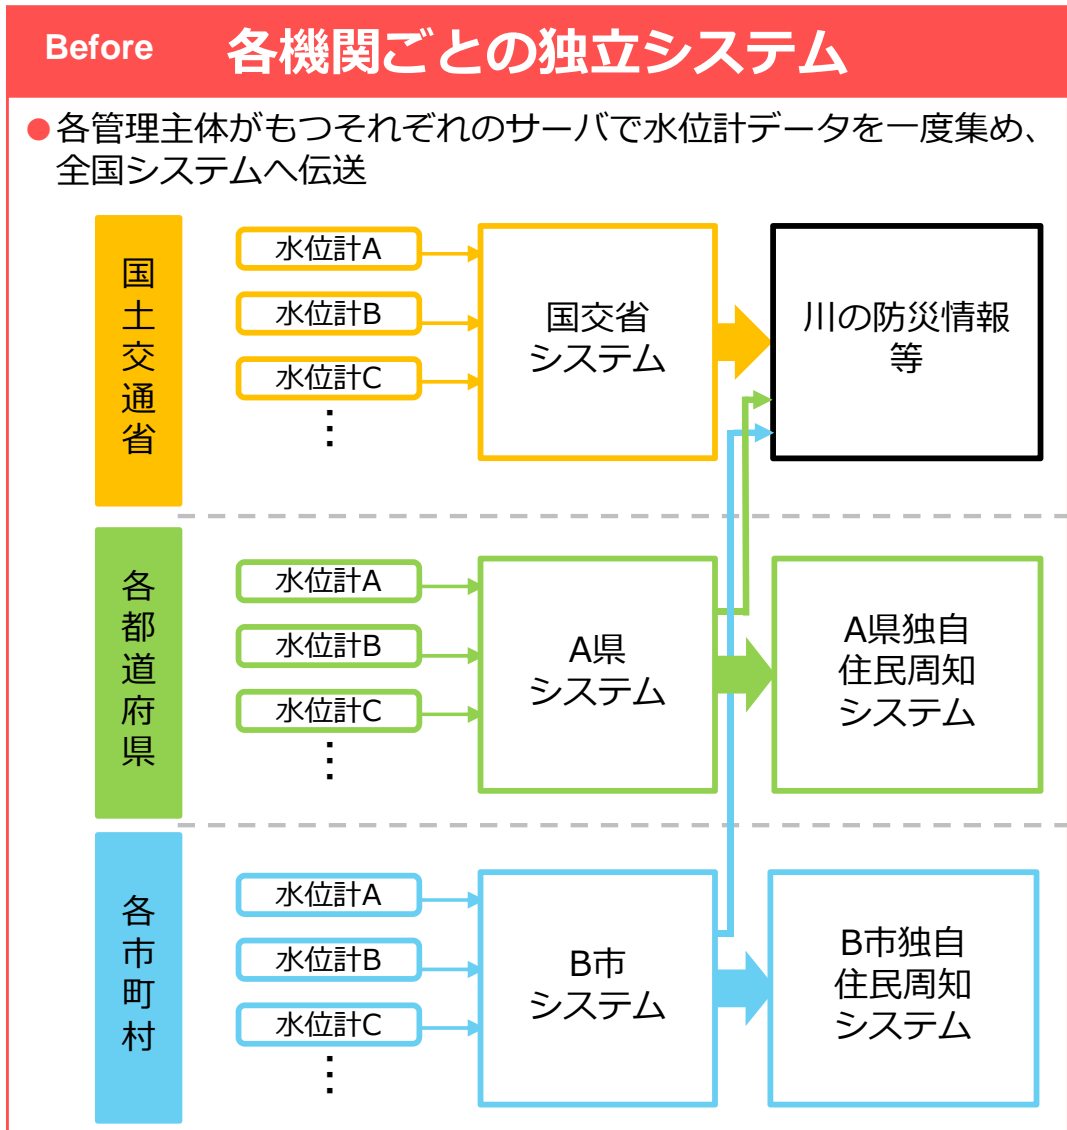 Before 各機関ごとの独立システム
●各管理主体がもつそれぞれのサーバで水位計データを一度集め、
全国システムへ伝送
国土交通省
水位計A
水位計B
水位計C
⋮
国交省
システム
川の防災情報
等
各都道府県
水位計A
水位計B
水位計C
⋮
A県
システム
A県独自
住民周知
システム
各市町村
水位計A
水位計B
水位計C
⋮
B市
システム
B市独自
住民周知
システム